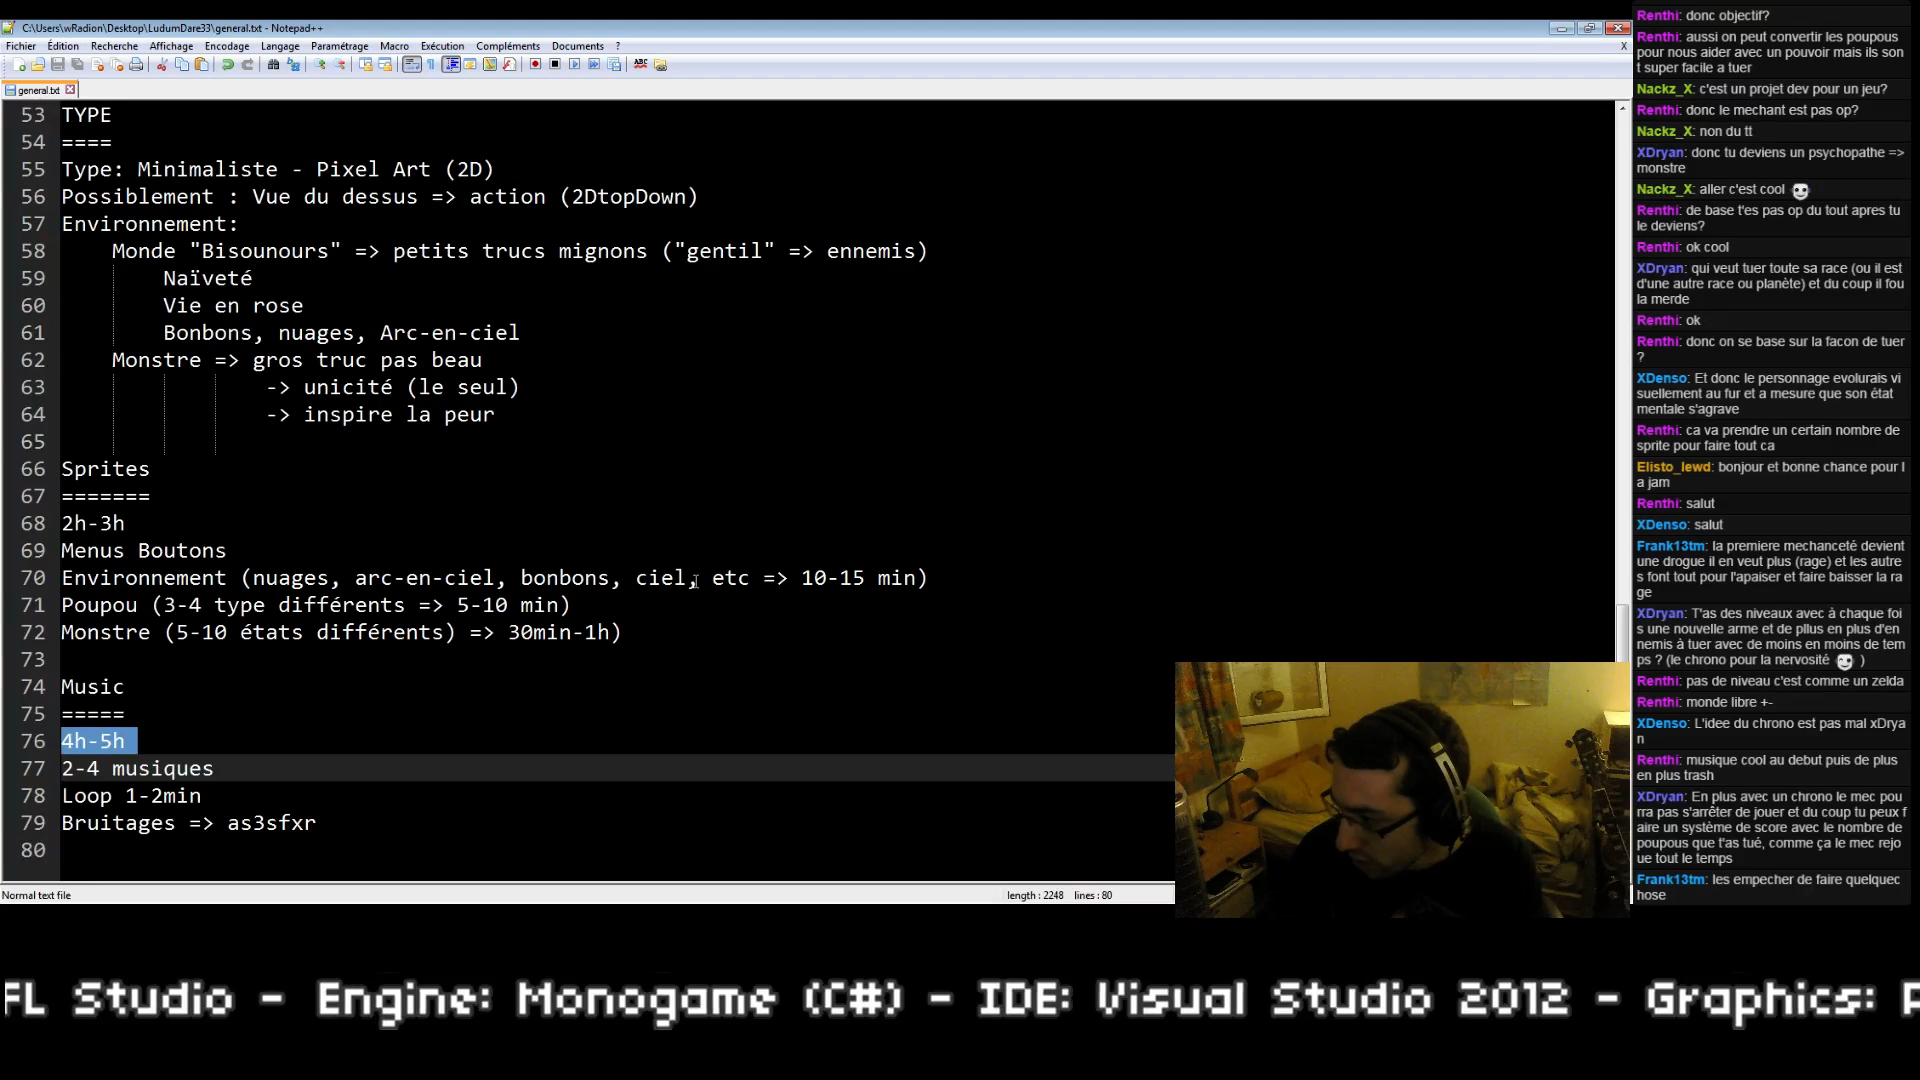 C:\Users\wRadion\Desktop\LudumDare33\general.txt - Notepad++
Fichier Édition Recherche Affichage Encodage Langage Paramétrage Macro Exécution Compléments Documents ? X
general.txt
53 TYPE
54 ====
55 Type: Minimaliste - Pixel Art (2D)
56 Possiblement : Vue du dessus => action (2DtopDown)
57 Environnement:
58 Monde "Bisounours" => petits trucs mignons ("gentil" => ennemis)
59 Naïveté
60 Vie en rose
61 Bonbons, nuages, Arc-en-ciel
62 Monstre => gros truc pas beau
63 -> unicité (le seul)
64 -> inspire la peur
65
66 Sprites
67 =======
68 2h-3h
69 Menus Boutons
70 Environnement (nuages, arc-en-ciel, bonbons, ciel, etc => 10-15 min)
71 Poupou (3-4 type différents => 5-10 min)
72 Monstre (5-10 états différents) => 30min-1h)
73
74 Music
75 =====
76 4h-5h
77 2-4 musiques
78 Loop 1-2min
79 Bruitages => as3sfxr
80
Normal text file length : 2248 lines : 80
Renthi: donc objectif?
Renthi: aussi on peut convertir les poupous
pour nous aider avec un pouvoir mais ils son
t super facile a tuer
Nackz_X: c'est un projet dev pour un jeu?
Renthi: donc le mechant est pas op?
Nackz_X: non du tt
XDryan: donc tu deviens un psychopathe =>
monstre
Nackz_X: aller c'est cool
Renthi: de base t'es pas op du tout apres tu
le deviens?
Renthi: ok cool
XDryan: qui veut tuer toute sa race (ou il est
d'une autre race ou planète) et du coup il fou
la merde
Renthi: ok
Renthi: donc on se base sur la facon de tuer
?
XDenso: Et donc le personnage evolurais vi
suellement au fur et a mesure que son état
mentale s'agrave
Renthi: ca va prendre un certain nombre de
sprite pour faire tout ca
Elisto_lewd: bonjour et bonne chance pour l
a jam
Renthi: salut
XDenso: salut
Frank13tm: la premiere mechanceté devient
une drogue il en veut plus (rage) et les autre
s font tout pour l'apaiser et faire baisser la ra
ge
XDryan: T'as des niveaux avec à chaque foi
s une nouvelle arme et de pllus en plus d'en
nemis à tuer avec de moins en moins de tem
ps ? (le chrono pour la nervosité )
Renthi: pas de niveau c'est comme un zelda
Renthi: monde libre +-
XDenso: L'idee du chrono est pas mal xDrya
n
Renthi: musique cool au debut puis de plus
en plus trash
XDryan: En plus avec un chrono le mec pou
rra pas s'arrêter de jouer et du coup tu peux f
aire un système de score avec le nombre de
poupous que t'as tué, comme ça le mec rejo
ue tout le temps
Frank13tm: les empecher de faire quelquec
hose
FL Studio - Engine: Monogame (C#) - IDE: Visual Studio 2012 - Graphics: